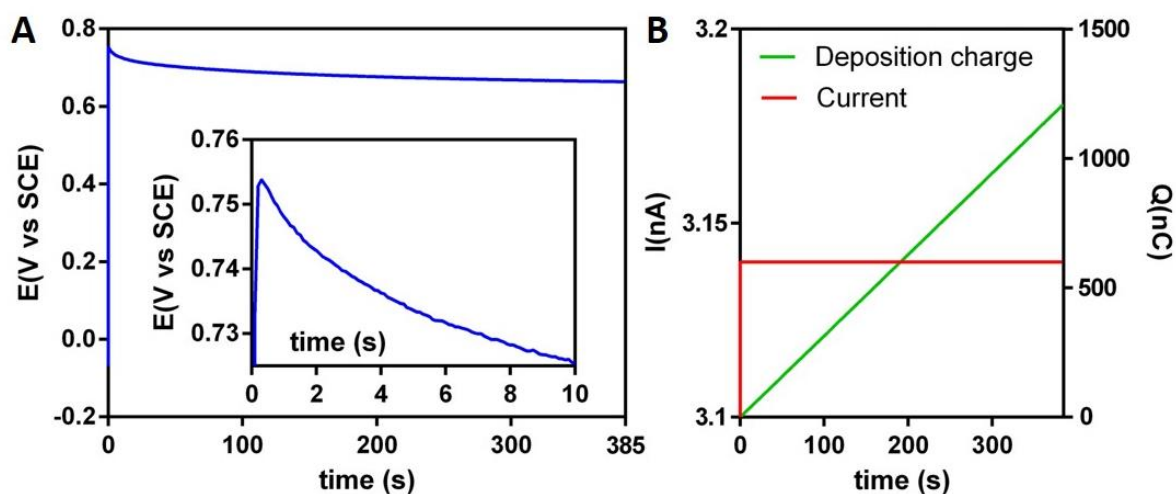 A
E(V vs SCE)
0.8
0.6
0.4
0.2
0.0
-0.2
0 100 200 300 385
time (s)
E(V vs SCE)
0.76
0.75
0.74
0.73
time (s)
0 2 4 6 8 10
B
I(nA)
3.2
3.15
3.1
Deposition charge
Current
1500
1000
500
0
Q(nC)
0 100 200 300
time (s)